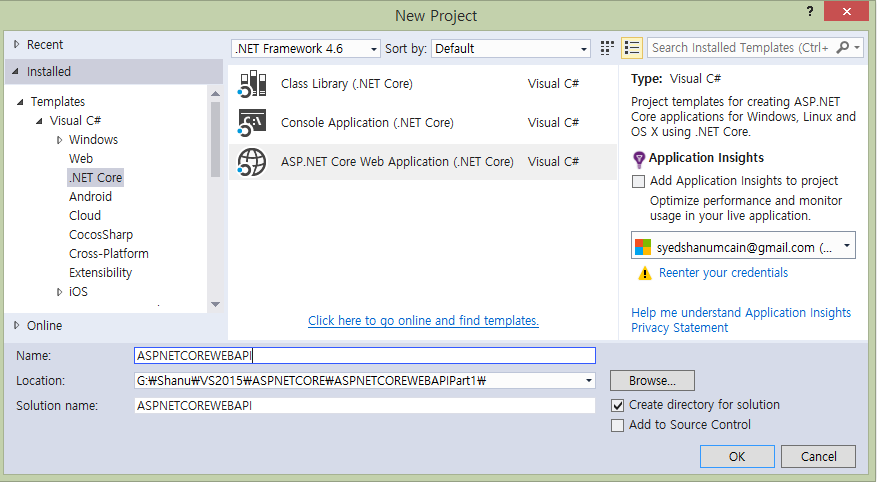 New Project
?
Recent
Installed
Templates
Visual C#
Windows
Web
.NET Core
Android
Cloud
CocosSharp
Cross-Platform
Extensibility
iOS
Online
.NET Framework 4.6
Sort by: Default
Search Installed Templates (Ctrl+
Class Library (.NET Core) Visual C#
Console Application (.NET Core) Visual C#
ASP.NET Core Web Application (.NET Core) Visual C#
Click here to go online and find templates.
Type: Visual C#
Project templates for creating ASP.NET
Core applications for Windows, Linux and
OS X using .NET Core.
Application Insights
Add Application Insights to project
Optimize performance and monitor
usage in your live application.
syedshanumcain@gmail.com (...
Reenter your credentials
Help me understand Application Insights
Privacy Statement
Name: ASPNETCOREWEBAPI
Location: G:₩Shanu₩VS2015₩ASPNETCORE₩ASPNETCOREWEBAPIPart1₩
Browse...
Solution name: ASPNETCOREWEBAPI
Create directory for solution
Add to Source Control
OK
Cancel